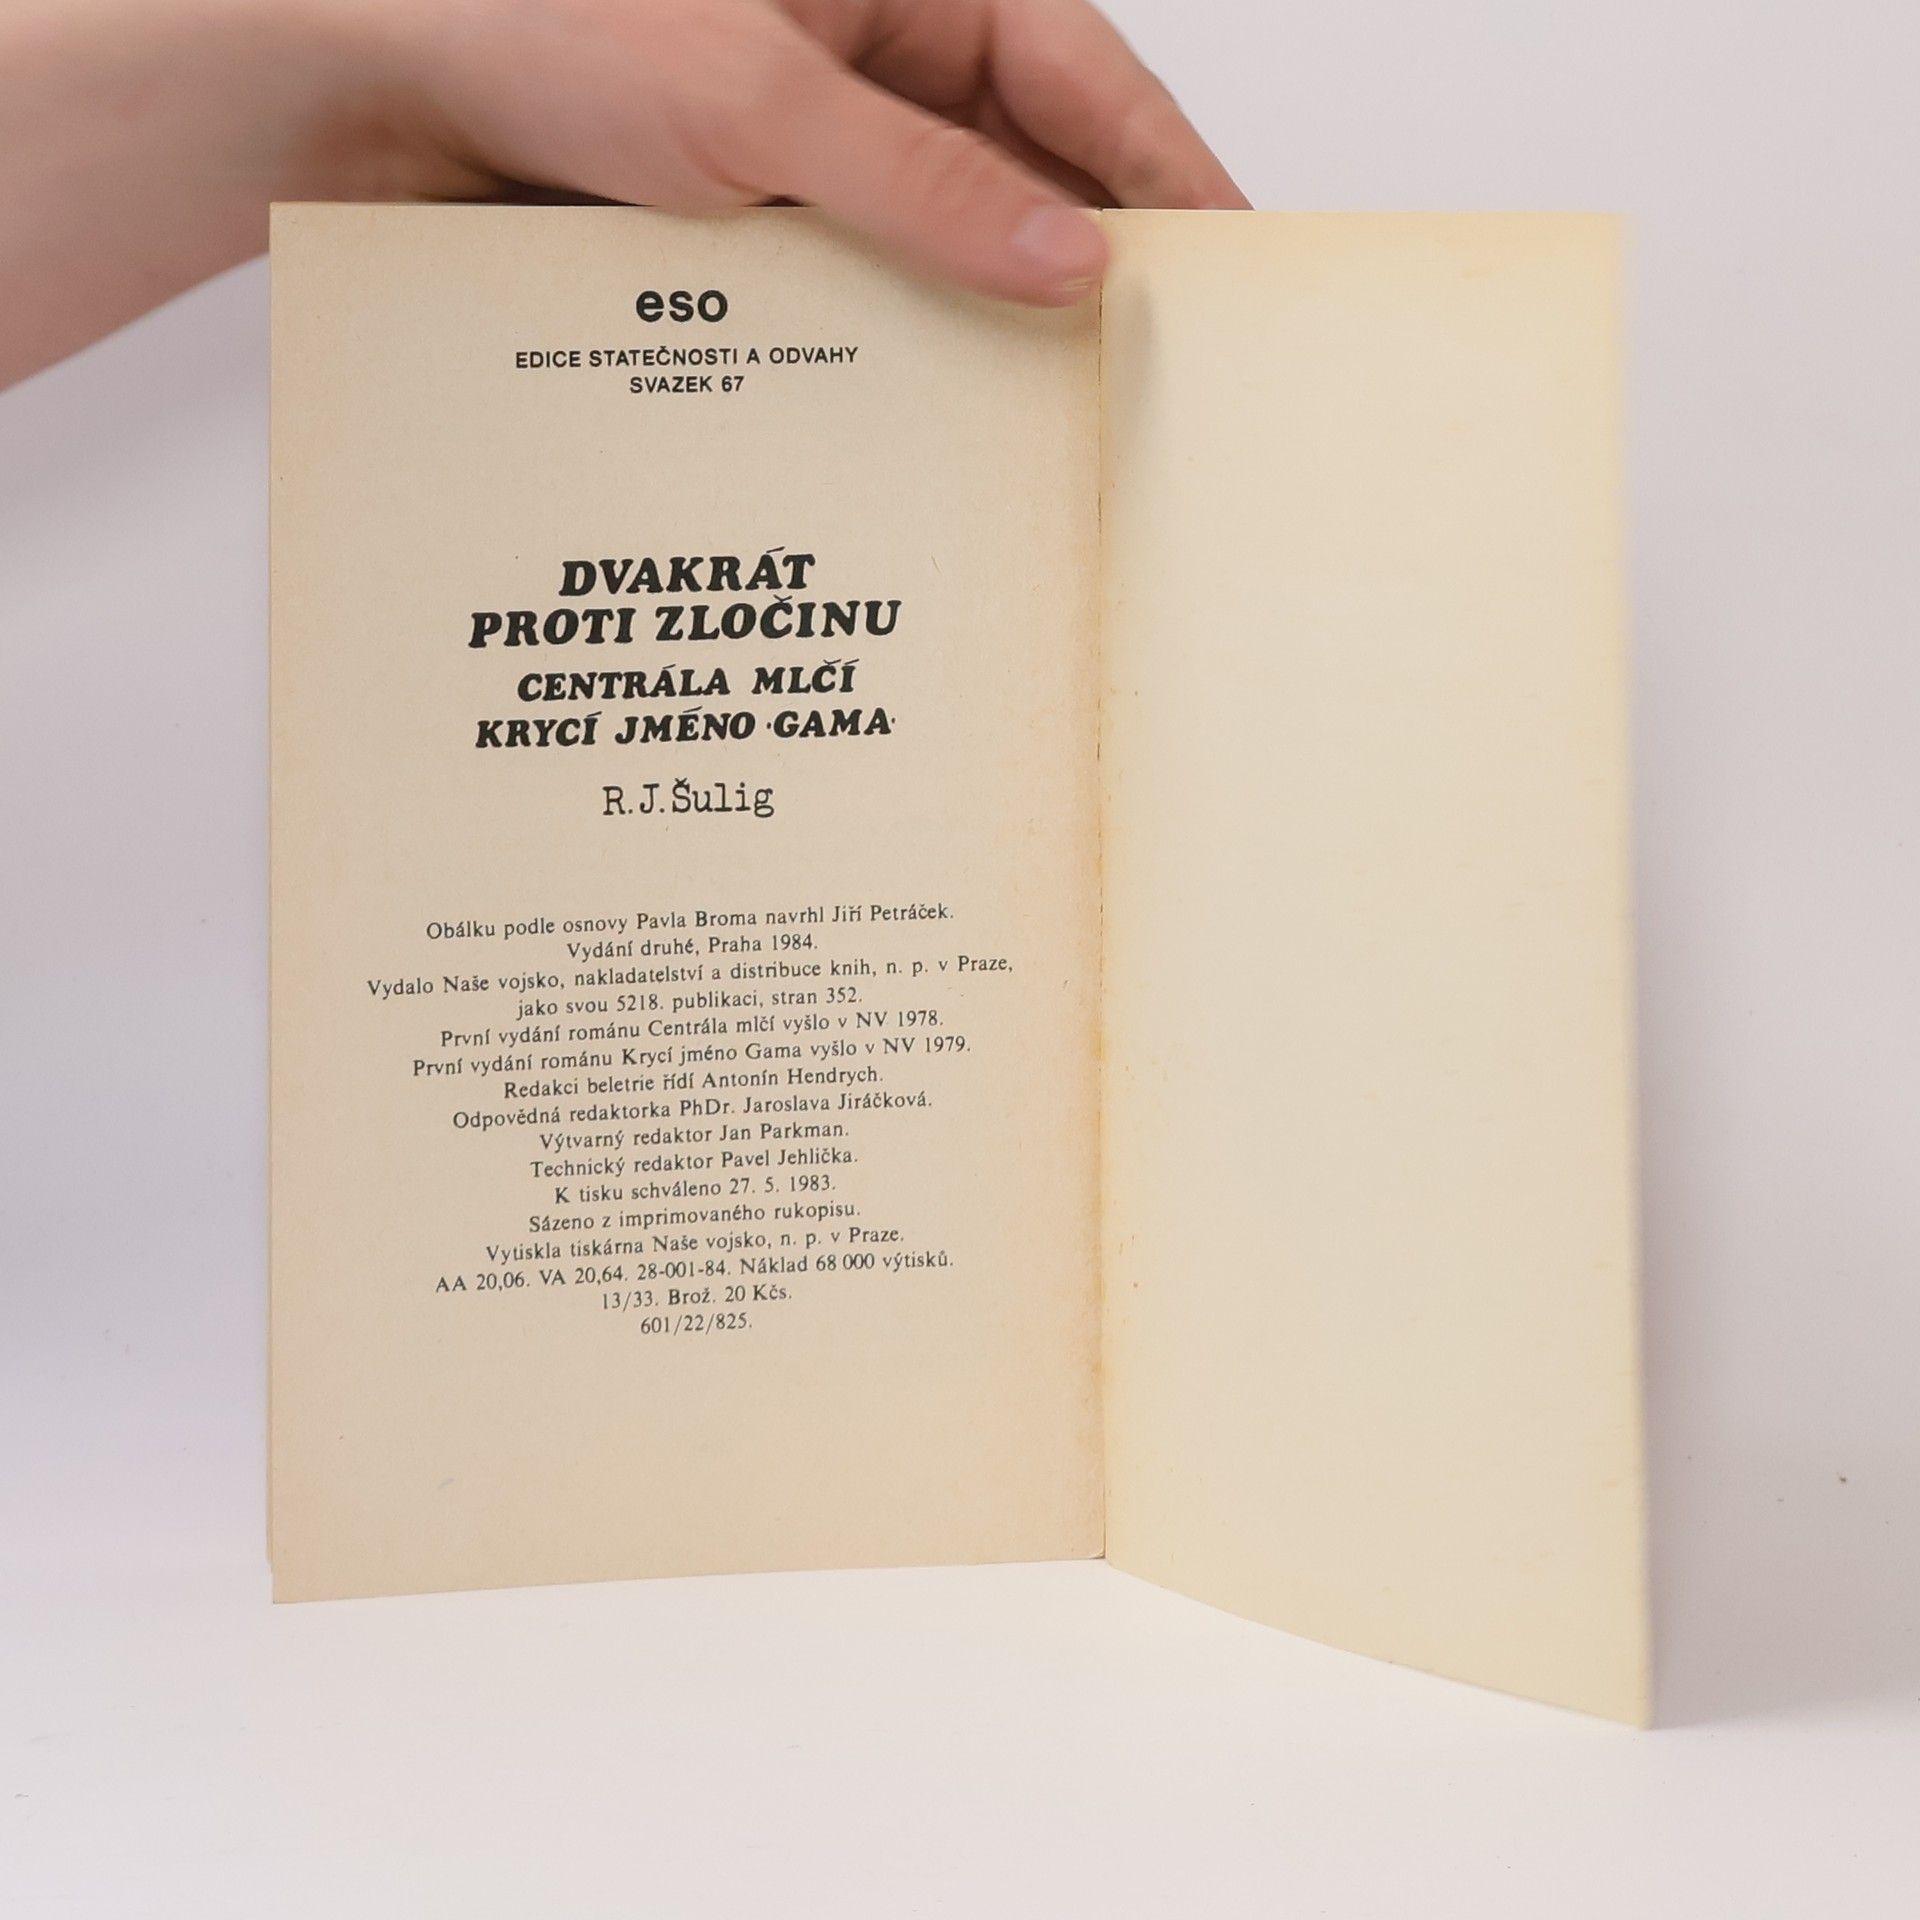 eso
EDICE STATEČNOSTI A ODVAHY
SVAZEK 67
DVAKRÁT
PROTI ZLOČINU
CENTRÁLA MLČÍ
KRYCÍ JMÉNO ·GAMA·
R.J.Šulig
Obálku podle osnovy Pavla Broma navrhl Jiří Petráček.
Vydání druhé, Praha 1984.
Vydalo Naše vojsko, nakladatelství a distribuce knih, n. p. v Praze,
jako svou 5218. publikaci, stran 352.
První vydání románu Centrála mlčí vyšlo v NV 1978.
První vydání románu Krycí jméno Gama vyšlo v NV 1979.
Redakci beletrie řídí Antonín Hendrych.
Odpovědná redaktorka PhDr. Jaroslava Jiráčková.
Výtvarný redaktor Jan Parkman.
Technický redaktor Pavel Jehlička.
K tisku schváleno 27. 5. 1983.
Sázeno z imprimovaného rukopisu.
Vytiskla tiskárna Naše vojsko, n. p. v Praze.
AA 20,06. VA 20,64. 28-001-84. Náklad 68 000 výtisků.
13/33. Brož. 20 Kčs.
601/22/825.